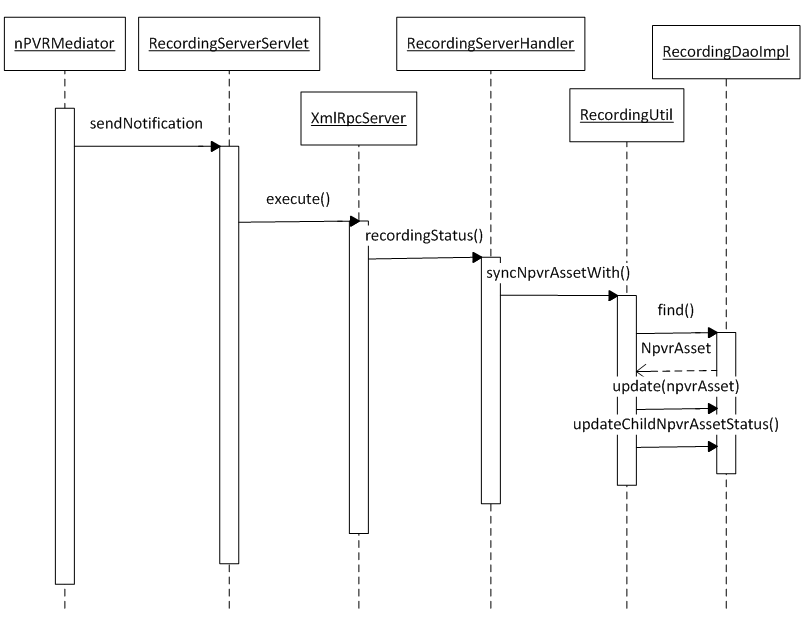 nPVRMediator
RecordingServerServlet
RecordingServerHandler
RecordingDaoImpl
XmlRpcServer
RecordingUtil
sendNotification
execute()
recordingStatus()
syncNpvrAssetWith()
find()
NpvrAsset
update(npvrAsset)
updateChildNpvrAssetStatus()